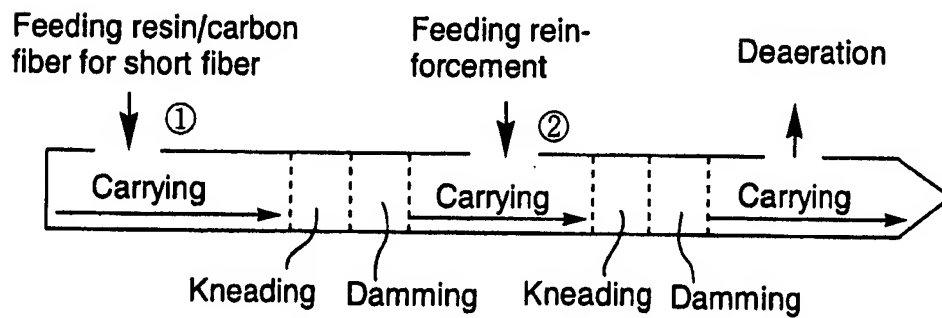 Feeding resin/carbon
fiber for short fiber
Feeding rein-
forcement
Deaeration
①
②
Carrying
Carrying
Carrying
Kneading
Damming
Kneading
Damming